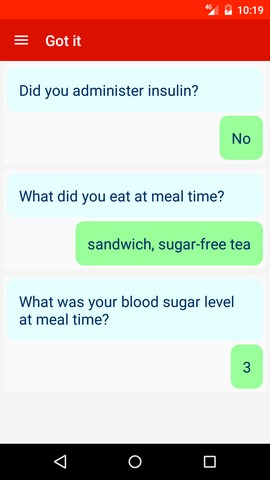 4G 10:19
Got it
Did you administer insulin?
No
What did you eat at meal time?
sandwich, sugar-free tea
What was your blood sugar level
at meal time?
3